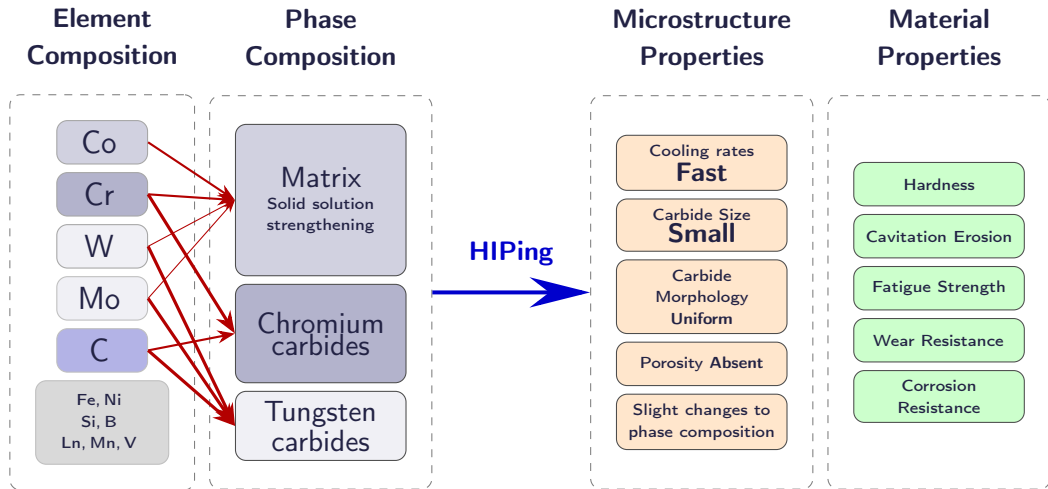 Element
Composition
Phase
Composition
Microstructure
Properties
Material
Properties
Co
Cr
W
Mo
C
Fe, Ni
Si, B
Ln, Mn, V
Matrix
Solid solution
strengthening
Chromium
carbides
Tungsten
carbides
HIPing
Cooling rates
Fast
Carbide Size
Small
Carbide
Morphology
Uniform
Porosity Absent
Slight changes to
phase composition
Hardness
Cavitation Erosion
Fatigue Strength
Wear Resistance
Corrosion
Resistance